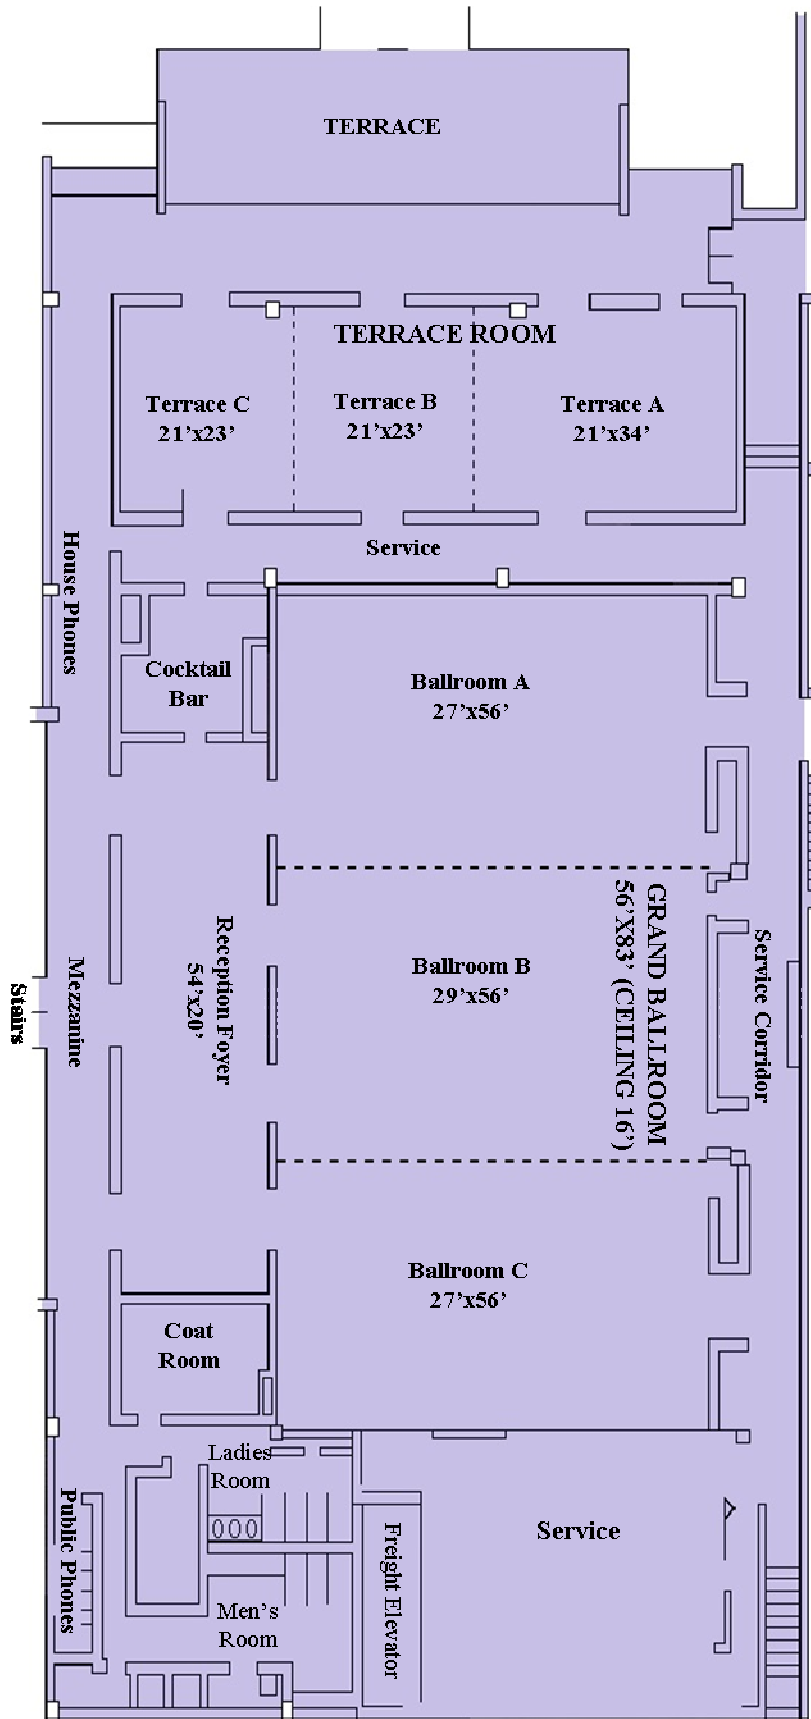 TERRACE
TERRACE ROOM
Terrace C
21’x23’
Terrace B
21’x23’
Terrace A
21’x34’
Service
House Phones
Cocktail
Bar
Ballroom A
27’x56’
GRAND BALLROOM
56’X83’ (CEILING 16’)
Reception Foyer
54’x20’
Ballroom B
29’x56’
Service Corridor
Mezzanine
Stairs
Ballroom C
27’x56’
Coat
Room
Ladies
Room
Public Phones
Freight Elevator
Service
Men’s
Room